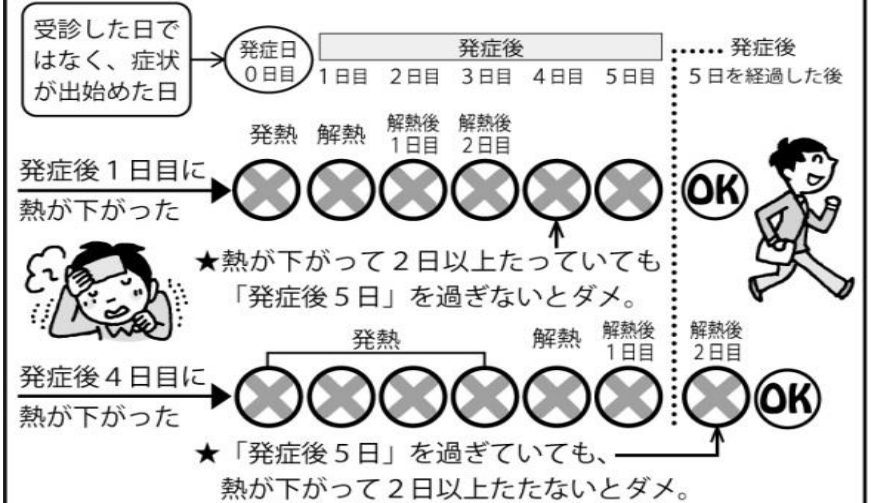 受診した日で
はなく、症状
が出始めた日
発症日
0日目
発症後
1日目 2日目 3日目 4日目 5日目
発症後
5日を経過した後
発熱 解熱 解熱後 解熱後
1日目 2日目
発症後1日目に
熱が下がった
OK
★熱が下がって2日以上たっていても
「発症後5日」を過ぎないとダメ。
発熱 解熱 解熱後 解熱後
1日目 2日目
発症後4日目に
熱が下がった
OK
★「発症後5日」を過ぎていても、
熱が下がって2日以上たたないとダメ。